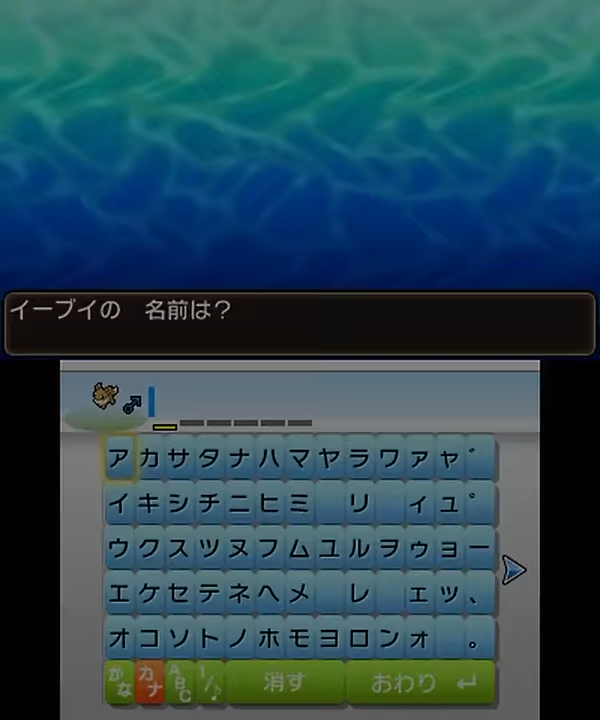 イーブイの　名前は？
♂
アカサタナハマヤラワァャ゛
イキシチニヒミ　リ　ィュ゜
ウクスツヌフムユルヲゥョー
エケセテネヘメ　レ　ェッ、
オコソトノホモヨロンォ　。
かな カナ ABC 1/♪ 消す おわり